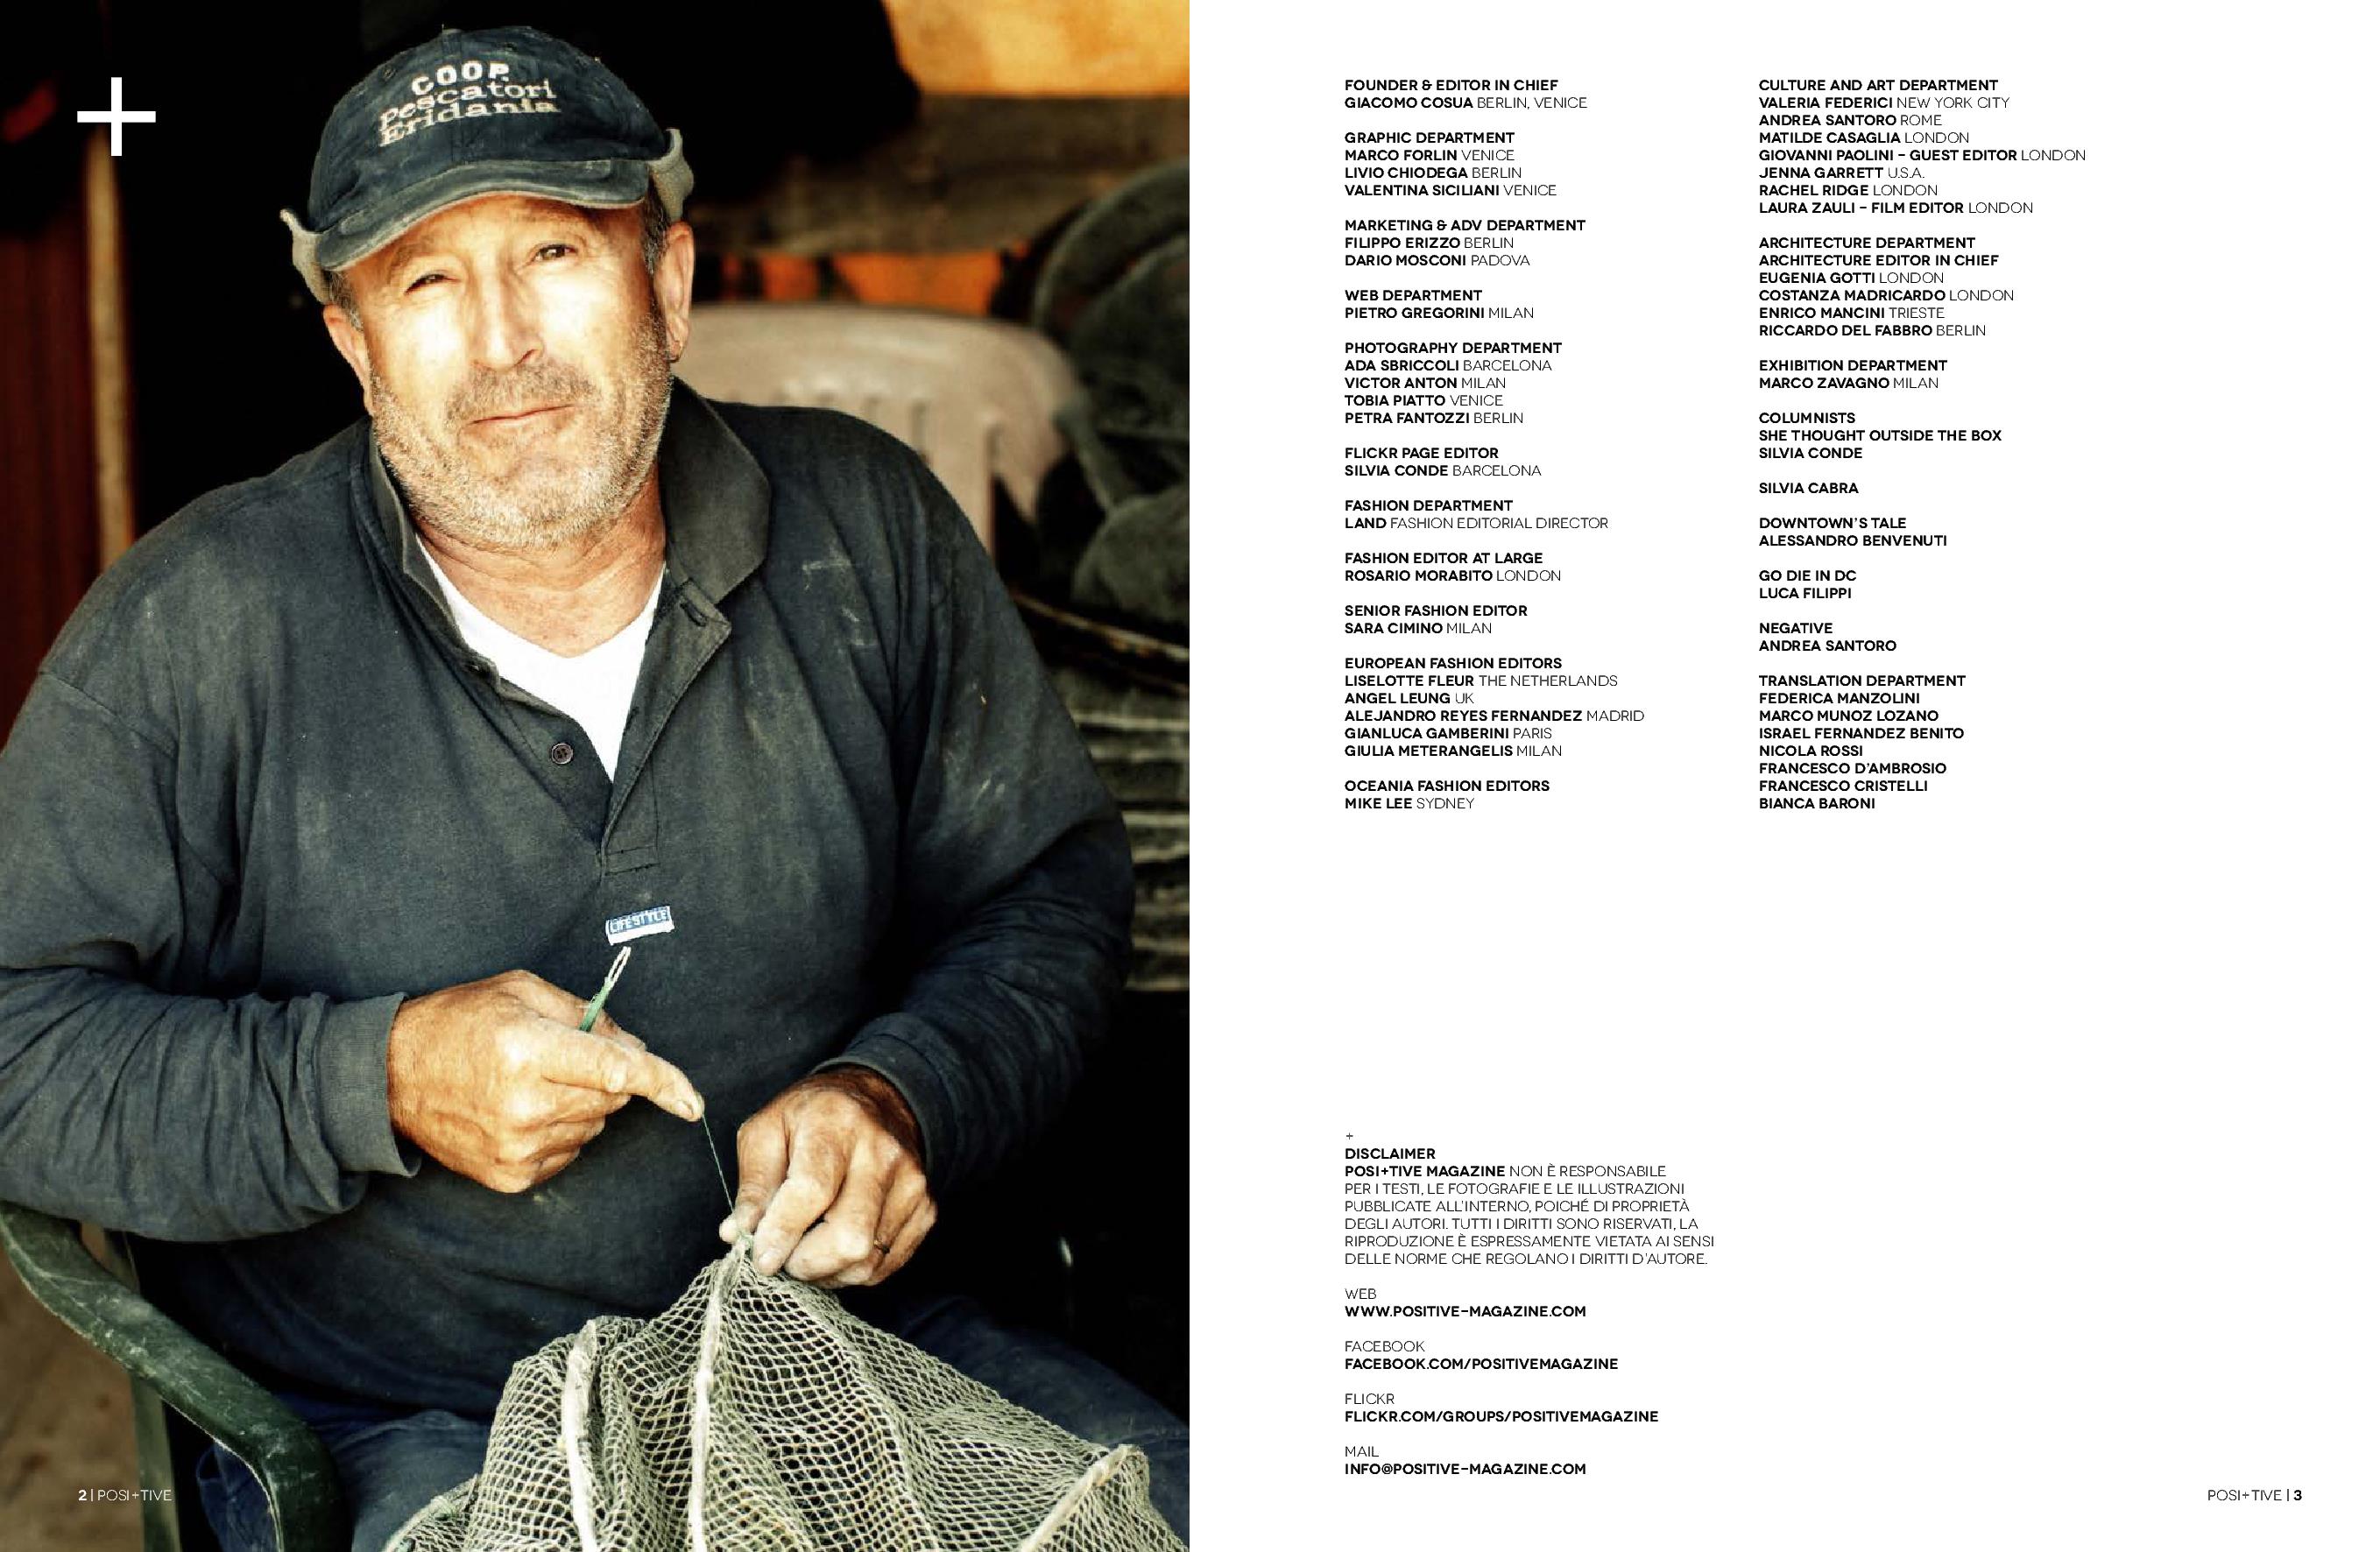 COOP.
Pescatori
Eridania
LIFESTYLE
2 | POSI+TIVE
FOUNDER & EDITOR IN CHIEF
GIACOMO COSUA BERLIN, VENICE
GRAPHIC DEPARTMENT
MARCO FORLIN VENICE
LIVIO CHIODEGA BERLIN
VALENTINA SICILIANI VENICE
MARKETING & ADV DEPARTMENT
FILIPPO ERIZZO BERLIN
DARIO MOSCONI PADOVA
WEB DEPARTMENT
PIETRO GREGORINI MILAN
PHOTOGRAPHY DEPARTMENT
ADA SBRICCOLI BARCELONA
VICTOR ANTON MILAN
TOBIA PIATTO VENICE
PETRA FANTOZZI BERLIN
FLICKR PAGE EDITOR
SILVIA CONDE BARCELONA
FASHION DEPARTMENT
LAND FASHION EDITORIAL DIRECTOR
FASHION EDITOR AT LARGE
ROSARIO MORABITO LONDON
SENIOR FASHION EDITOR
SARA CIMINO MILAN
EUROPEAN FASHION EDITORS
LISELOTTE FLEUR THE NETHERLANDS
ANGEL LEUNG UK
ALEJANDRO REYES FERNANDEZ MADRID
GIANLUCA GAMBERINI PARIS
GIULIA METERANGELIS MILAN
OCEANIA FASHION EDITORS
MIKE LEE SYDNEY
CULTURE AND ART DEPARTMENT
VALERIA FEDERICI NEW YORK CITY
ANDREA SANTORO ROME
MATILDE CASAGLIA LONDON
GIOVANNI PAOLINI - GUEST EDITOR LONDON
JENNA GARRETT U.S.A.
RACHEL RIDGE LONDON
LAURA ZAULI - FILM EDITOR LONDON
ARCHITECTURE DEPARTMENT
ARCHITECTURE EDITOR IN CHIEF
EUGENIA GOTTI LONDON
COSTANZA MADRICARDO LONDON
ENRICO MANCINI TRIESTE
RICCARDO DEL FABBRO BERLIN
EXHIBITION DEPARTMENT
MARCO ZAVAGNO MILAN
COLUMNISTS
SHE THOUGHT OUTSIDE THE BOX
SILVIA CONDE
SILVIA CABRA
DOWNTOWN'S TALE
ALESSANDRO BENVENUTI
GO DIE IN DC
LUCA FILIPPI
NEGATIVE
ANDREA SANTORO
TRANSLATION DEPARTMENT
FEDERICA MANZOLINI
MARCO MUNOZ LOZANO
ISRAEL FERNANDEZ BENITO
NICOLA ROSSI
FRANCESCO D'AMBROSIO
FRANCESCO CRISTELLI
BIANCA BARONI
+
DISCLAIMER
POSI+TIVE MAGAZINE NON È RESPONSABILE
PER I TESTI, LE FOTOGRAFIE E LE ILLUSTRAZIONI
PUBBLICATE ALL'INTERNO, POICHÉ DI PROPRIETÀ
DEGLI AUTORI. TUTTI I DIRITTI SONO RISERVATI, LA
RIPRODUZIONE È ESPRESSAMENTE VIETATA AI SENSI
DELLE NORME CHE REGOLANO I DIRITTI D'AUTORE.
WEB
WWW.POSITIVE-MAGAZINE.COM
FACEBOOK
FACEBOOK.COM/POSITIVEMAGAZINE
FLICKR
FLICKR.COM/GROUPS/POSITIVEMAGAZINE
MAIL
INFO@POSITIVE-MAGAZINE.COM
POSI+TIVE | 3